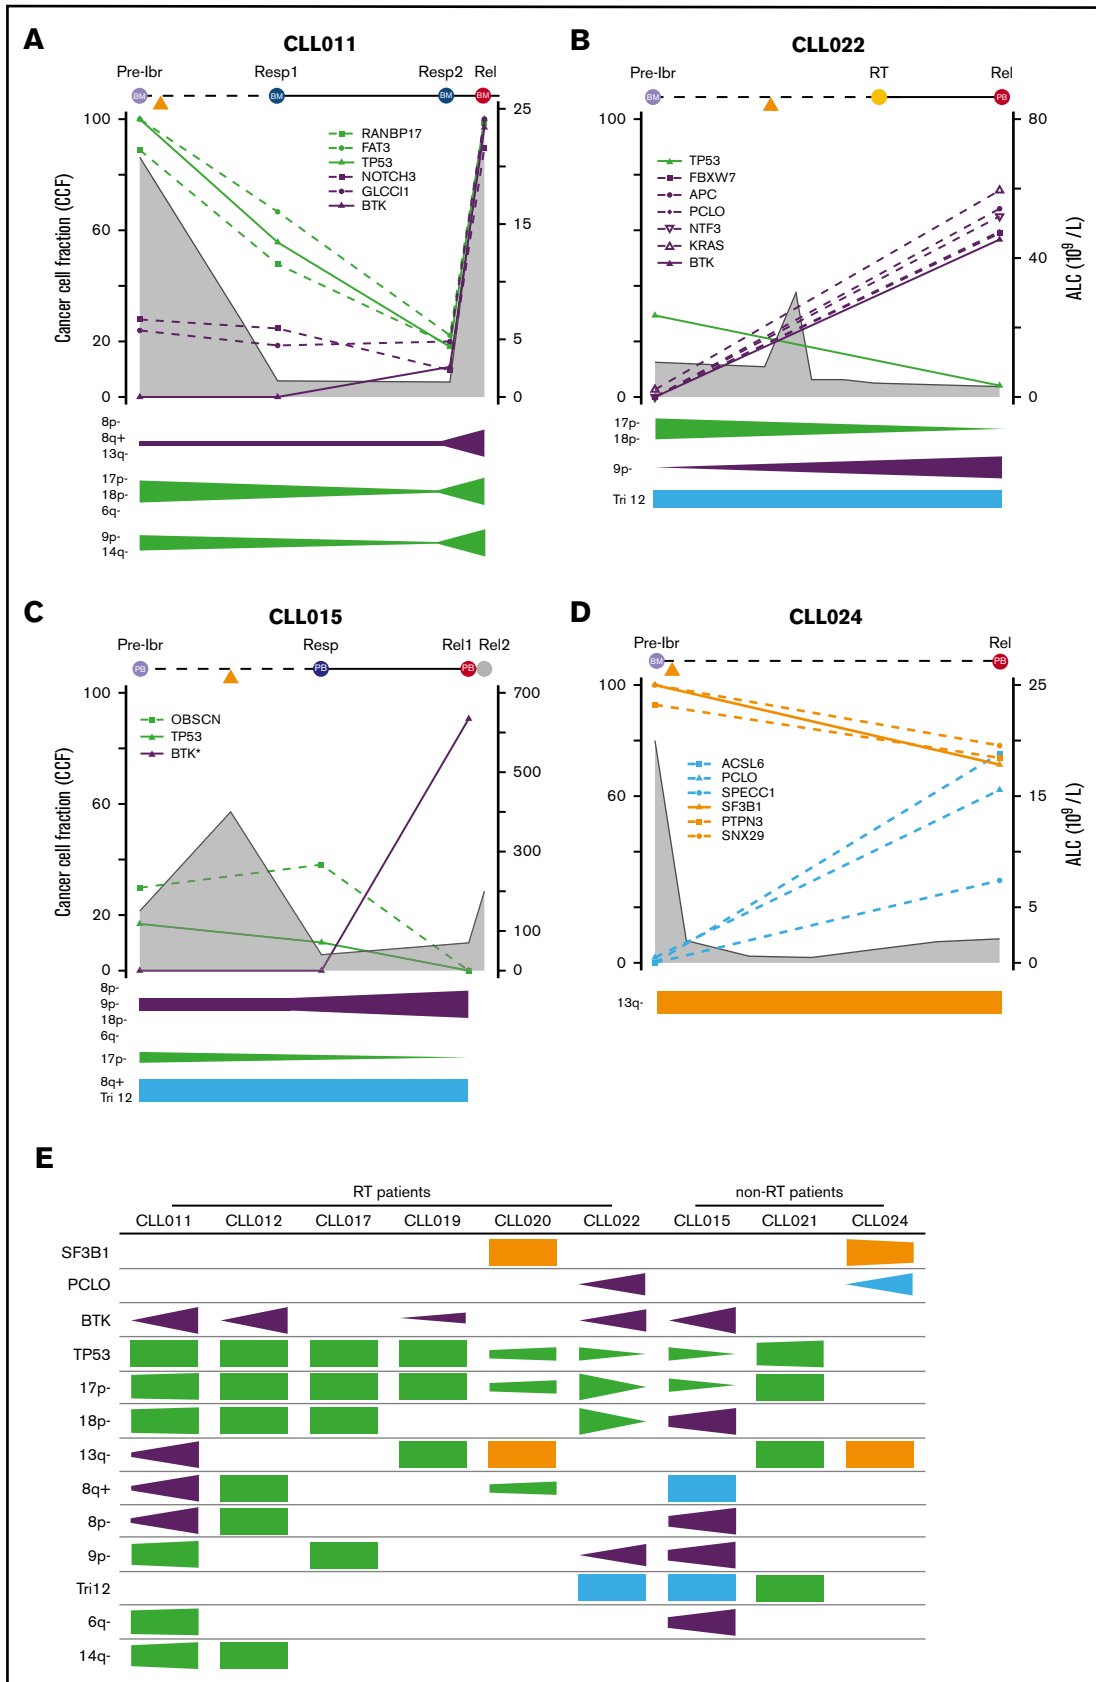 A
CLL011
Pre-Ibr Resp1 Resp2 Rel
BM BM BM BM
100
60
20
0
Cancer cell fraction (CCF)
25
15
5
0
RANBP17
FAT3
TP53
NOTCH3
GLCCI1
BTK
8p-
8q+
13q-
17p-
18p-
6q-
9p-
14q-
B
CLL022
Pre-Ibr RT Rel
BM PB
100
60
20
0
80
40
0
ALC (10⁹ /L)
TP53
FBXW7
APC
PCLO
NTF3
KRAS
BTK
17p-
18p-
9p-
Tri 12
C
CLL015
Pre-Ibr Resp Rel1 Rel2
PB PB PB
100
60
20
0
Cancer cell fraction (CCF)
700
500
300
100
0
OBSCN
TP53
BTK*
8p-
9p-
18p-
6q-
17p-
8q+
Tri 12
D
CLL024
Pre-Ibr Rel
BM PB
100
60
20
0
25
15
5
0
ALC (10⁹ /L)
ACSL6
PCLO
SPECC1
SF3B1
PTPN3
SNX29
13q-
E
RT patients non-RT patients
CLL011 CLL012 CLL017 CLL019 CLL020 CLL022 CLL015 CLL021 CLL024
SF3B1
PCLO
BTK
TP53
17p-
18p-
13q-
8q+
8p-
9p-
Tri12
6q-
14q-